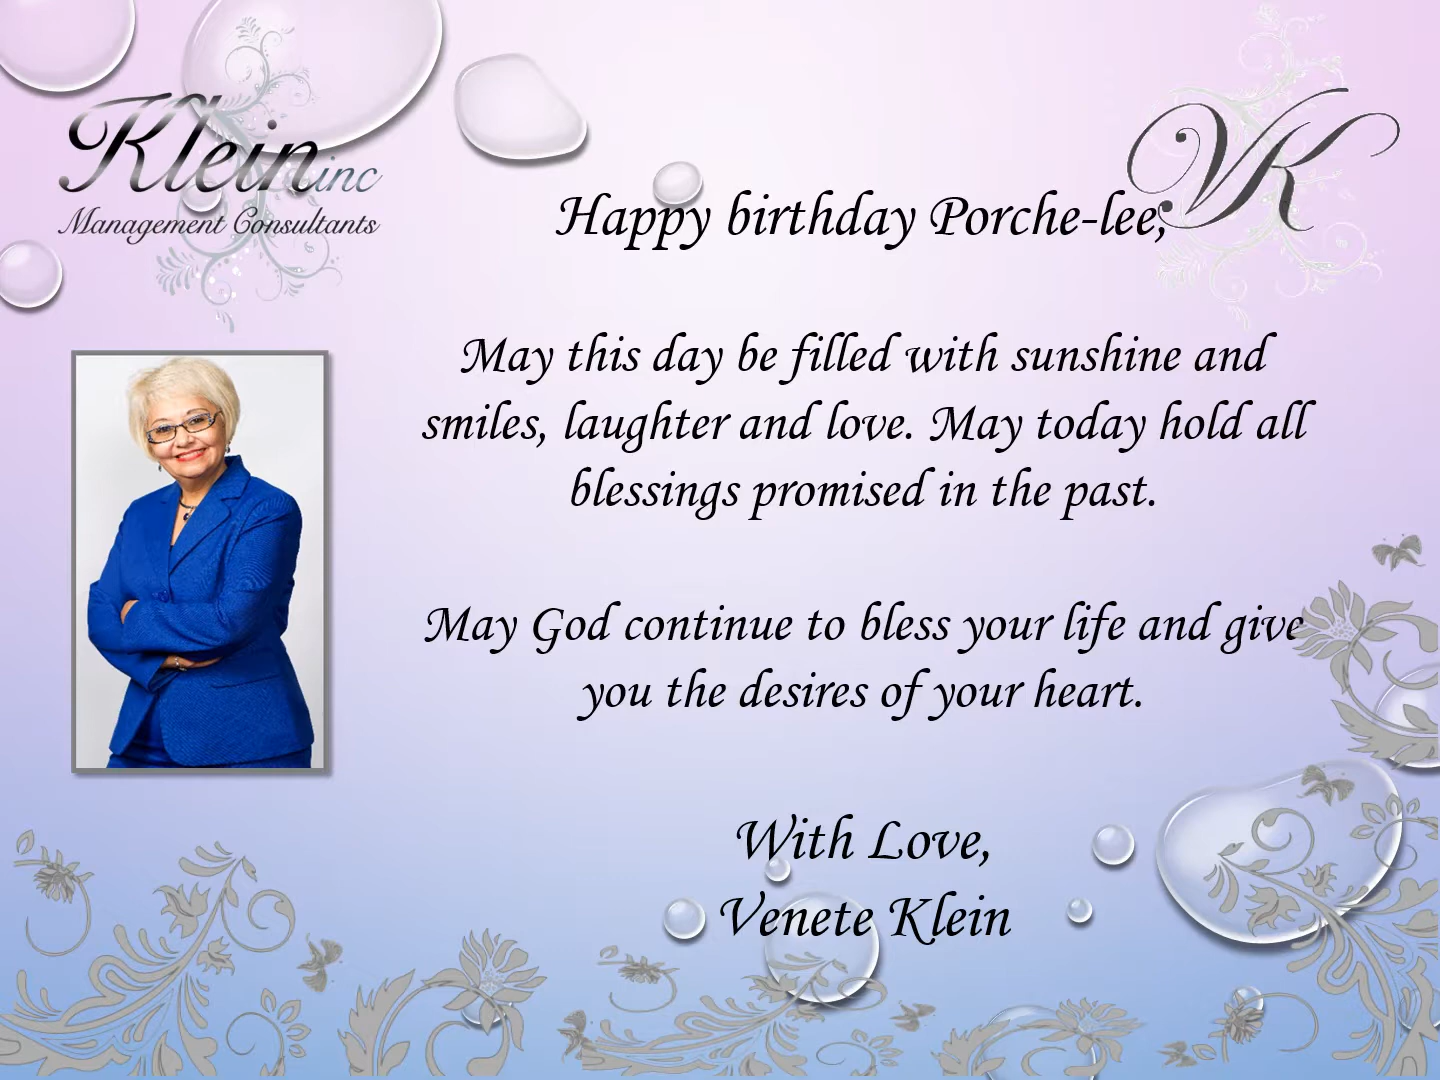 Klein inc
Management Consultants
VK
Happy birthday Porche-lee,
May this day be filled with sunshine and
smiles, laughter and love. May today hold all
blessings promised in the past.
May God continue to bless your life and give
you the desires of your heart.
With Love,
Venete Klein